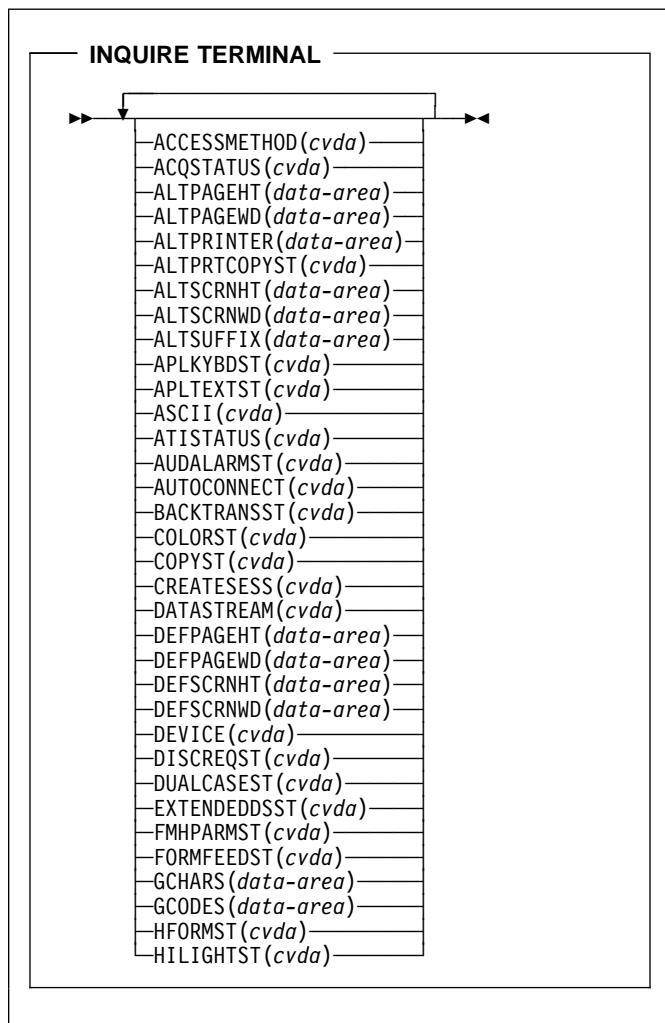 INQUIRE TERMINAL
ACCESSMETHOD(cvda)
ACQSTATUS(cvda)
ALTPAGEHT(data-area)
ALTPAGEWD(data-area)
ALTPRINTER(data-area)
ALTPRTCOPYST(cvda)
ALTSCRNHT(data-area)
ALTSCRNWD(data-area)
ALTSUFFIX(data-area)
APLKYBDST(cvda)
APLTEXTST(cvda)
ASCII(cvda)
ATISTATUS(cvda)
AUDALARMST(cvda)
AUTOCONNECT(cvda)
BACKTRANSST(cvda)
COLORST(cvda)
COPYST(cvda)
CREATESESS(cvda)
DATASTREAM(cvda)
DEFPAGEHT(data-area)
DEFPAGEWD(data-area)
DEFSCRNHT(data-area)
DEFSCRNWD(data-area)
DEVICE(cvda)
DISCREQST(cvda)
DUALCASEST(cvda)
EXTENDEDDSST(cvda)
FMHPARMST(cvda)
FORMFEEDST(cvda)
GCHARS(data-area)
GCODES(data-area)
HFORMST(cvda)
HILIGHTST(cvda)